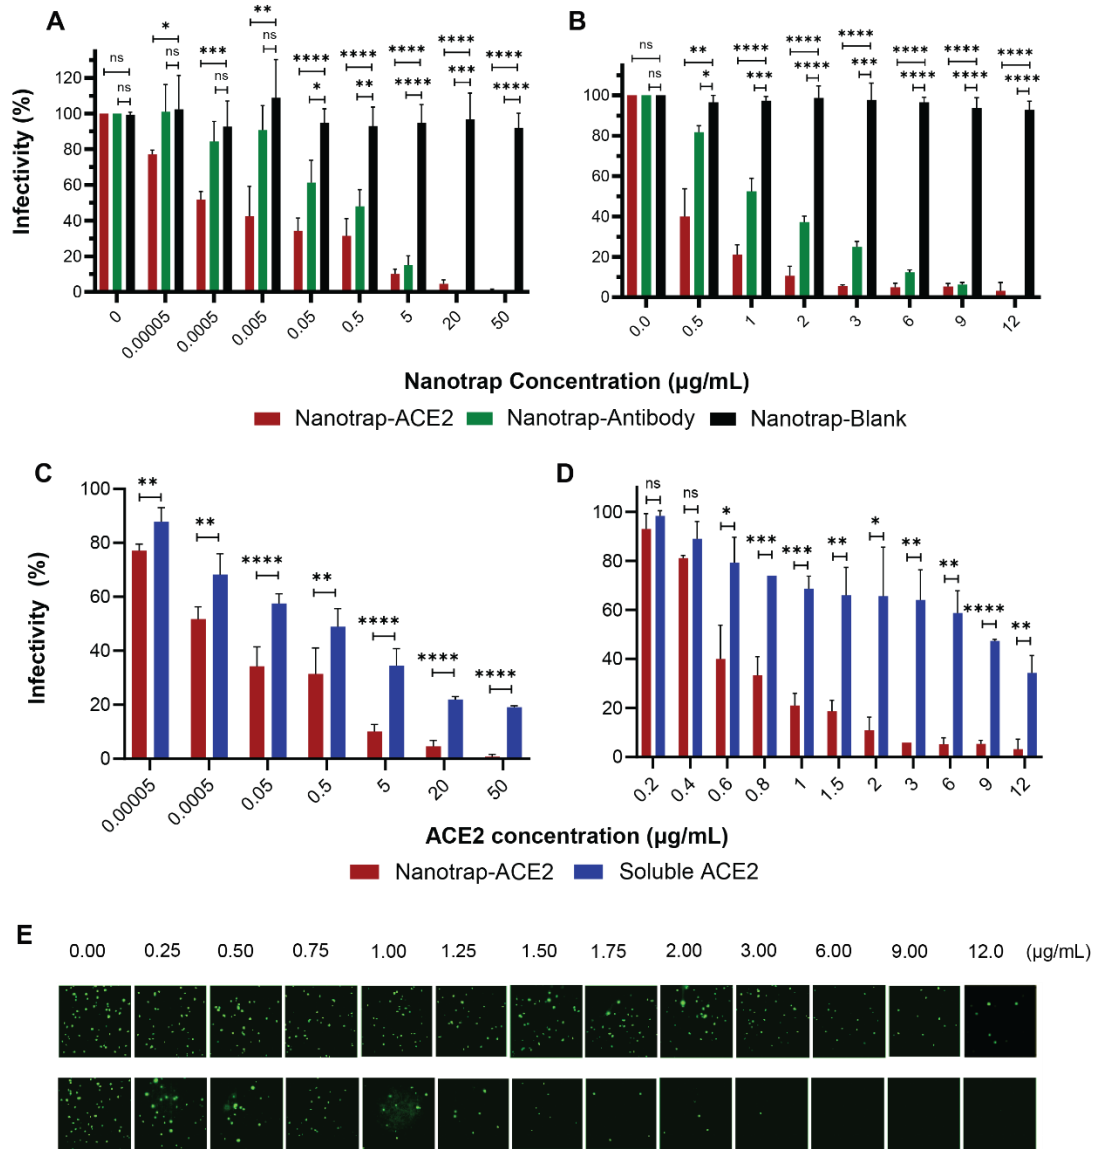 A
B
* ** **** **** **** **** ****
ns ns *** ns ns * ** **** *** ****
ns ns
ns ** **** **** **** **** **** **** ****
ns * *** **** *** **** **** ****
Infectivity (%)
120
100
80
60
40
20
0
0 0.00005 0.0005 0.005 0.05 0.5 5 20 50
100
80
60
40
20
0
0.0 0.5 1 2 3 6 9 12
Nanotrap Concentration (µg/mL)
Nanotrap-ACE2 Nanotrap-Antibody Nanotrap-Blank
C
D
** ** **** ** **** **** ****
ns ns * *** *** ** * ** ** **** **
Infectivity (%)
100
80
60
40
20
0
0.00005 0.0005 0.05 0.5 5 20 50
100
80
60
40
20
0
0.2 0.4 0.6 0.8 1 1.5 2 3 6 9 12
ACE2 concentration (µg/mL)
Nanotrap-ACE2 Soluble ACE2
E
0.00 0.25 0.50 0.75 1.00 1.25 1.50 1.75 2.00 3.00 6.00 9.00 12.0 (µg/mL)